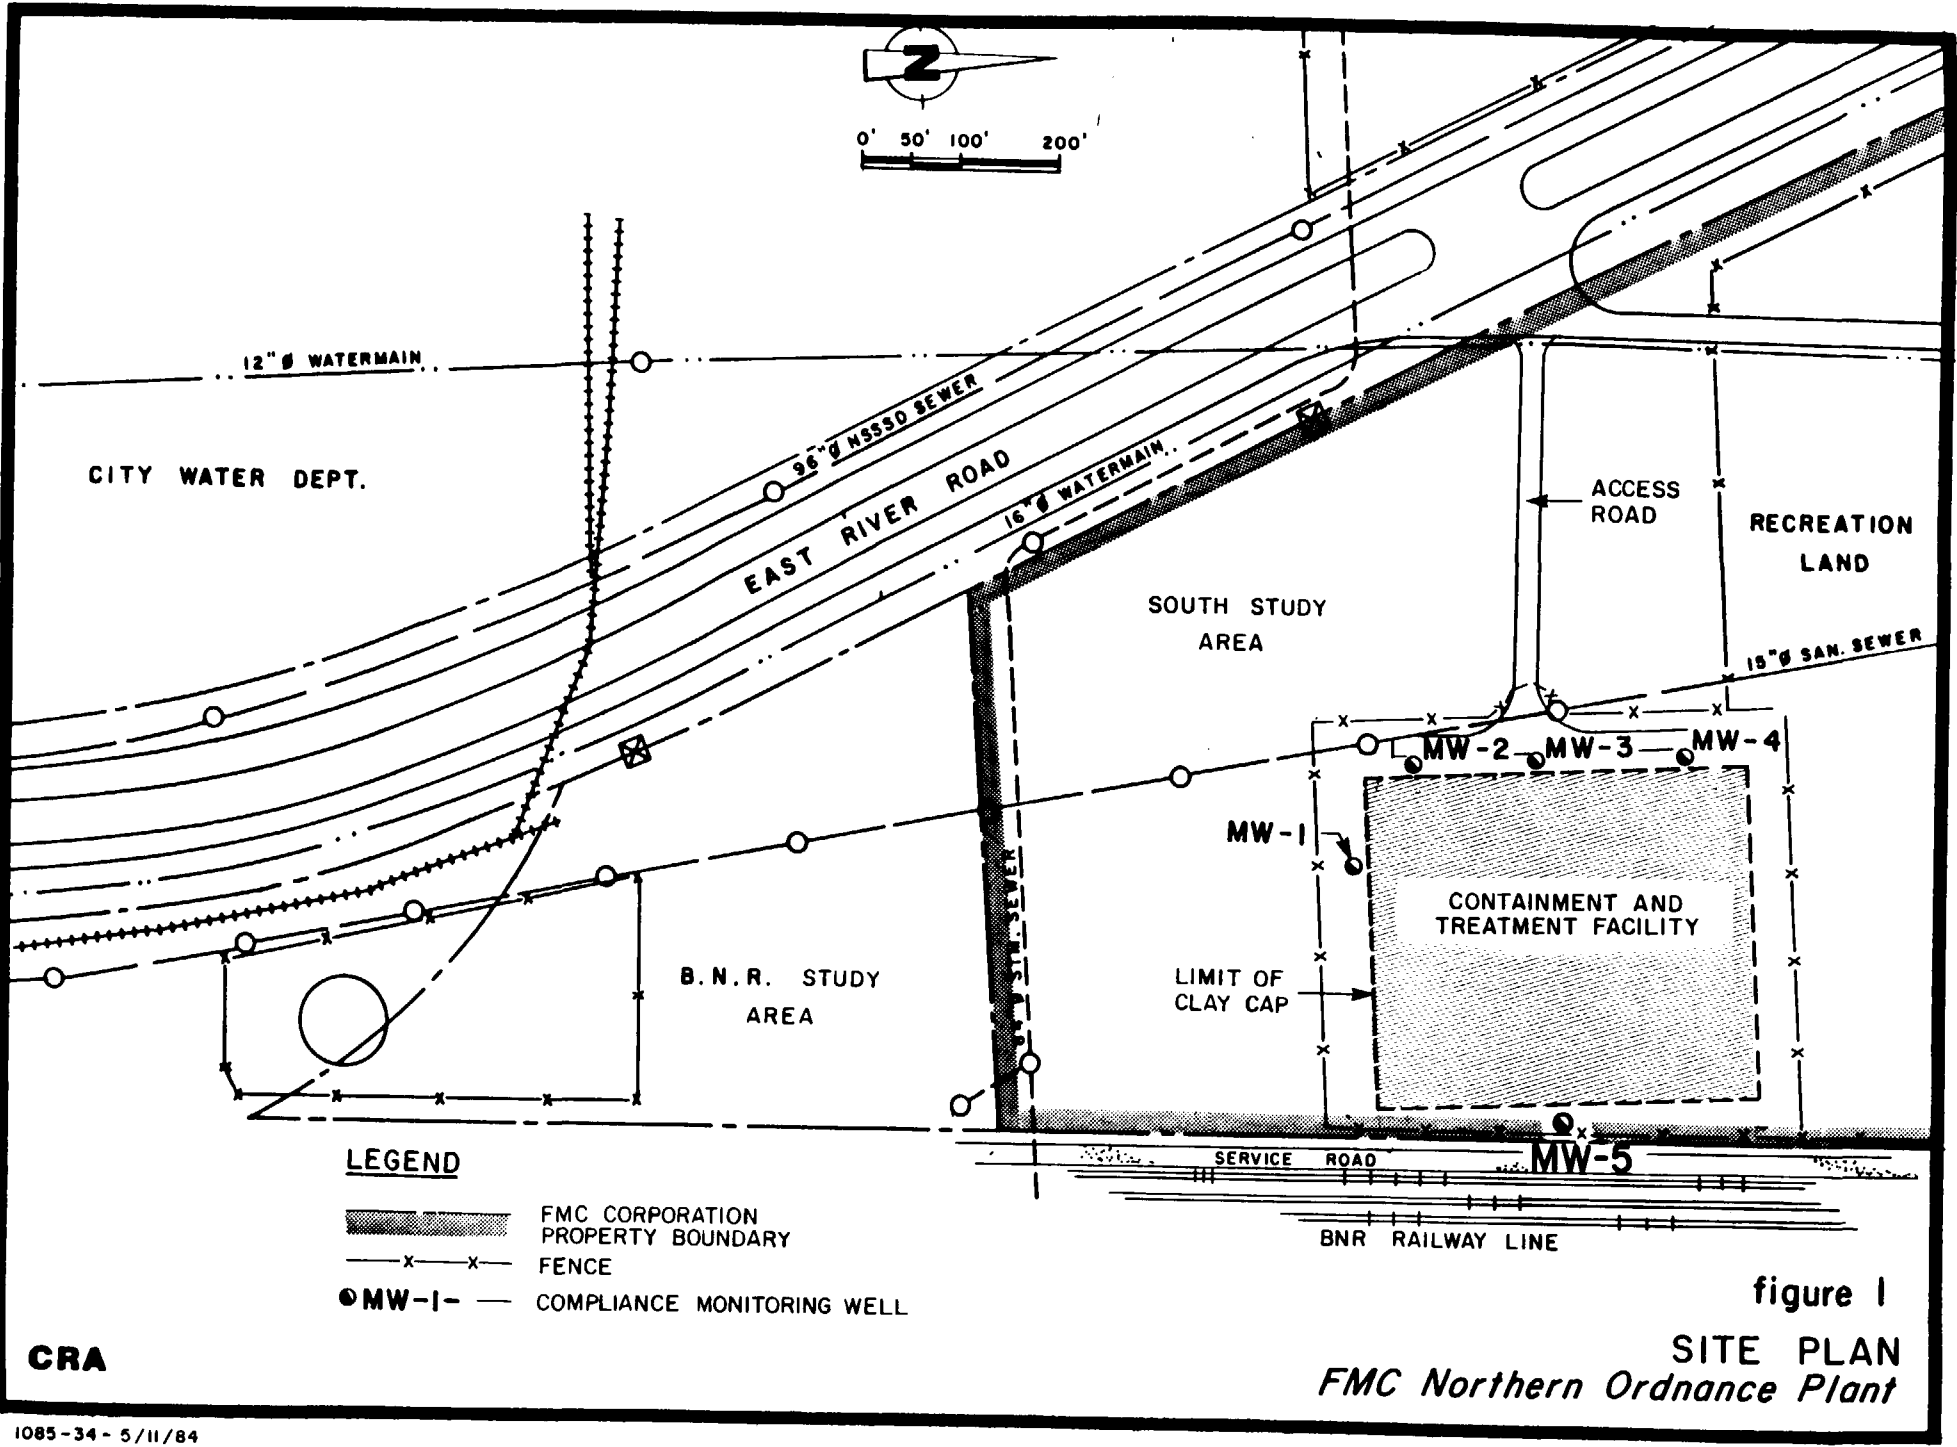 N
0' 50' 100' 200'
12"Ø WATERMAIN
CITY WATER DEPT.
96"Ø NSSSD SEWER
EAST RIVER ROAD
16"Ø WATERMAIN
ACCESS
ROAD
RECREATION
LAND
SOUTH STUDY
AREA
15"Ø SAN. SEWER
MW-2
MW-3
MW-4
MW-1
CONTAINMENT AND
TREATMENT FACILITY
LIMIT OF
CLAY CAP
B.N.R. STUDY
AREA
STM. SEWER
SERVICE ROAD
MW-5
BNR RAILWAY LINE
LEGEND
FMC CORPORATION
PROPERTY BOUNDARY
FENCE
MW-1- — COMPLIANCE MONITORING WELL
figure 1
SITE PLAN
FMC Northern Ordnance Plant
CRA
1085-34-5/11/84